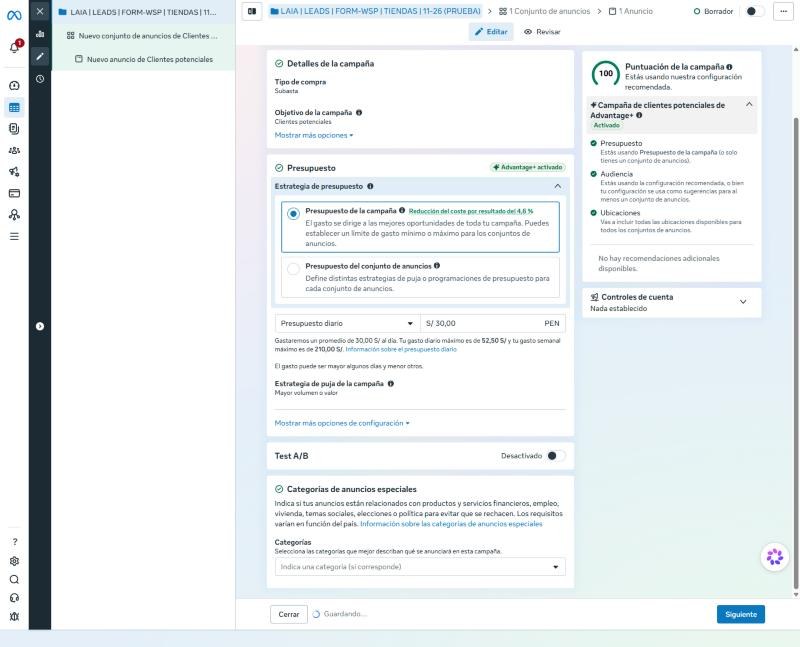 LAIA | LEADS | FORM-WSP | TIENDAS | 11...
LAIA | LEADS | FORM-WSP | TIENDAS | 11-26 (PRUEBA)
1 Conjunto de anuncios
1 Anuncio
Borrador
1
Nuevo conjunto de anuncios de Clientes ...
Nuevo anuncio de Clientes potenciales
Editar
Revisar
Detalles de la campaña
Tipo de compra
Subasta
Objetivo de la campaña
Clientes potenciales
Mostrar más opciones
Presupuesto
Advantage+ activado
Estrategia de presupuesto
Presupuesto de la campaña Reducción del costo por resultado del 4,6 %
El gasto se dirige a las mejores oportunidades de toda tu campaña. Puedes
establecer un límite de gasto mínimo o máximo para los conjuntos de
anuncios.
Presupuesto del conjunto de anuncios
Define distintas estrategias de puja o programaciones de presupuesto para
cada conjunto de anuncios.
Presupuesto diario
S/ 30,00
PEN
Gastaremos un promedio de 30,00 S/ al día. Tu gasto diario máximo es de 52,50 S/ y tu gasto semanal
máximo es de 210,00 S/. Información sobre el presupuesto diario
El gasto puede ser mayor algunos días y menor otros.
Estrategia de puja de la campaña
Mayor volumen o valor
Mostrar más opciones de configuración
Test A/B
Desactivado
Categorías de anuncios especiales
Indica si tus anuncios están relacionados con productos y servicios financieros, empleo,
vivienda, temas sociales, elecciones o política para evitar que se rechacen. Los requisitos
varían en función del país. Información sobre las categorías de anuncios especiales
Categorías
Selecciona las categorías que mejor describan qué se anunciará en esta campaña.
Indica una categoría (si corresponde)
Cerrar
Guardando...
Siguiente
100
Puntuación de la campaña
Estás usando nuestra configuración
recomendada.
Campaña de clientes potenciales de
Advantage+
Activado
Presupuesto
Estás usando Presupuesto de la campaña (o solo
tienes un conjunto de anuncios).
Audiencia
Estás usando la configuración recomendada, o bien
tu configuración se usa como sugerencias para al
menos un conjunto de anuncios.
Ubicaciones
Vas a incluir todas las ubicaciones disponibles para
todos los conjuntos de anuncios.
No hay recomendaciones adicionales
disponibles.
Controles de cuenta
Nada establecido